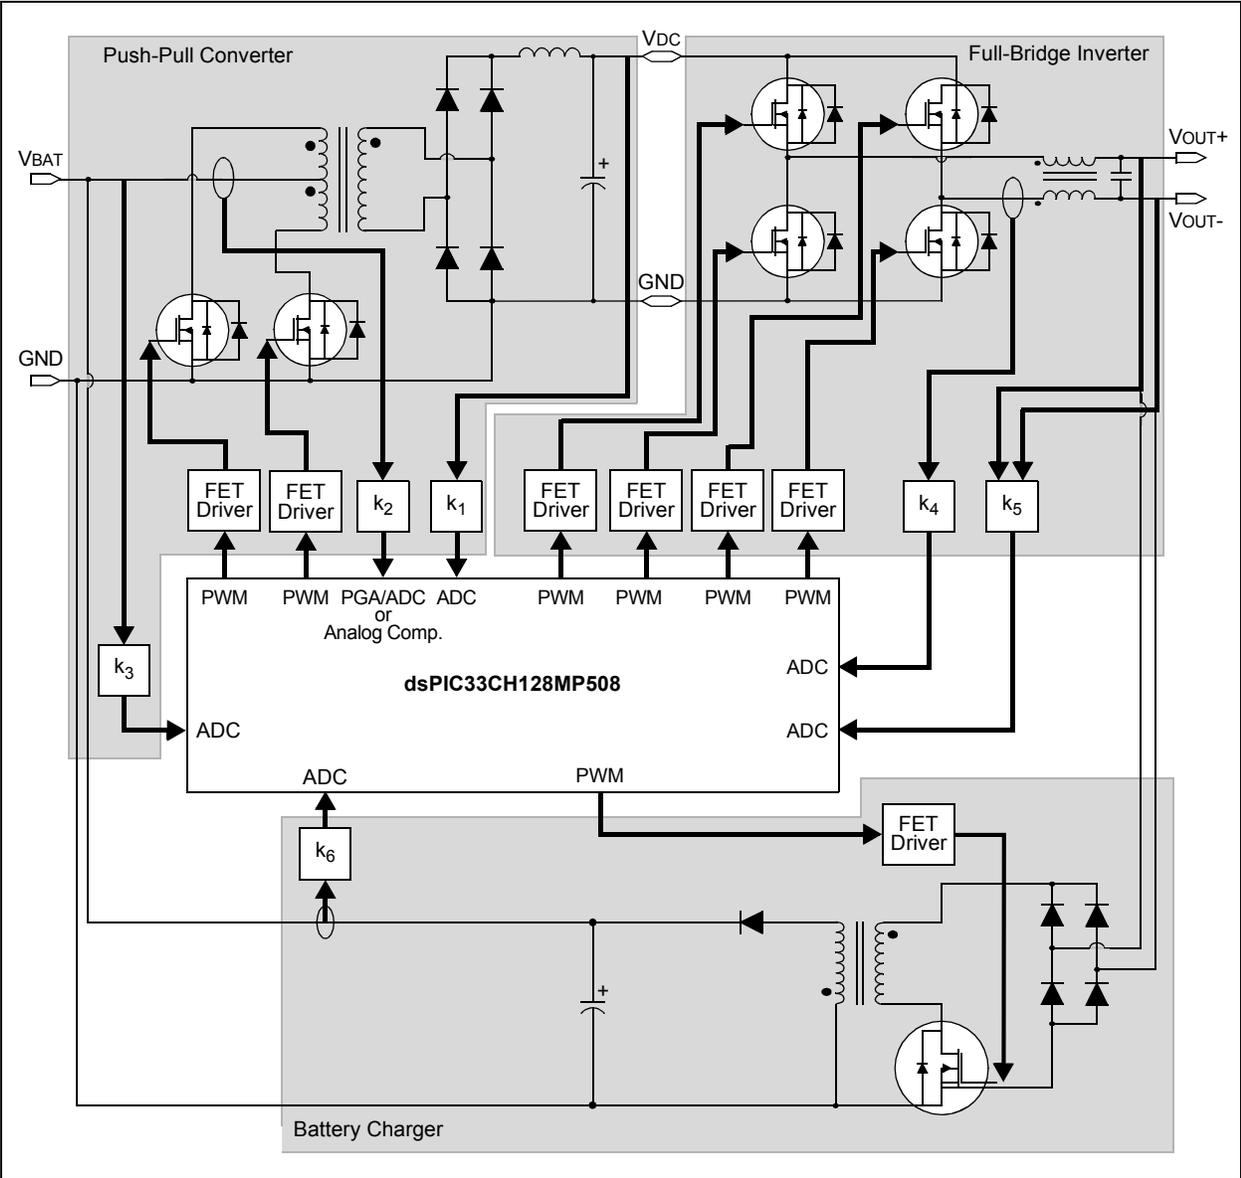 Push-Pull Converter
VDC
Full-Bridge Inverter
VBAT
+
VOUT+
VOUT-
GND
GND
FET
Driver
FET
Driver
k2
k1
FET
Driver
FET
Driver
FET
Driver
FET
Driver
k4
k5
PWM
PWM
PGA/ADC
or
Analog Comp.
ADC
PWM
PWM
PWM
PWM
k3
ADC
dsPIC33CH128MP508
ADC
ADC
ADC
PWM
k6
FET
Driver
+
Battery Charger